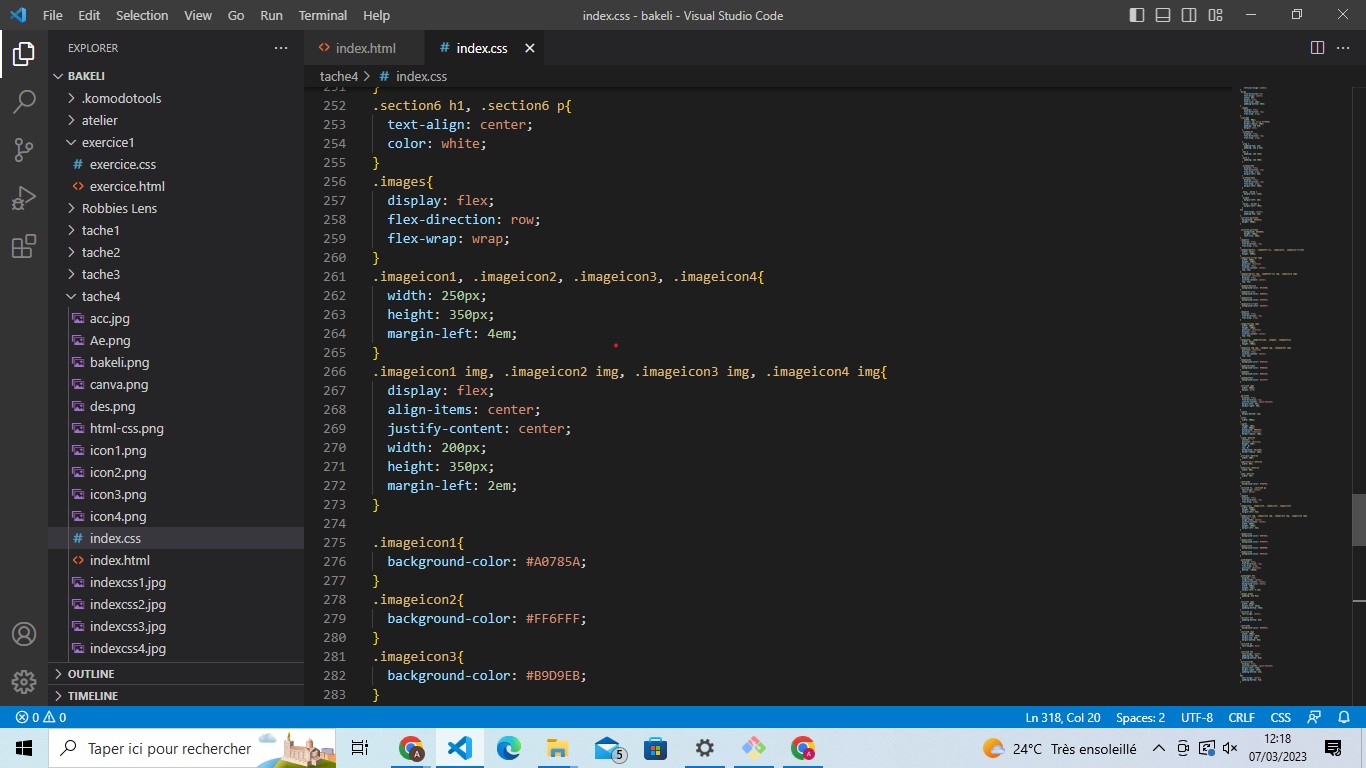 File Edit Selection View Go Run Terminal Help
index.css - bakeli - Visual Studio Code
EXPLORER
BAKELI
.komodotools
atelier
exercice1
exercice.css
exercice.html
Robbies Lens
tache1
tache2
tache3
tache4
acc.jpg
Ae.png
bakeli.png
canva.png
des.png
html-css.png
icon1.png
icon2.png
icon3.png
icon4.png
index.css
index.html
indexcss1.jpg
indexcss2.jpg
indexcss3.jpg
indexcss4.jpg
OUTLINE
TIMELINE
index.html
index.css
tache4 > index.css
251 }
252 .section6 h1, .section6 p{
253 text-align: center;
254 color: white;
255 }
256 .images{
257 display: flex;
258 flex-direction: row;
259 flex-wrap: wrap;
260 }
261 .imageicon1, .imageicon2, .imageicon3, .imageicon4{
262 width: 250px;
263 height: 350px;
264 margin-left: 4em;
265 }
266 .imageicon1 img, .imageicon2 img, .imageicon3 img, .imageicon4 img{
267 display: flex;
268 align-items: center;
269 justify-content: center;
270 width: 200px;
271 height: 350px;
272 margin-left: 2em;
273 }
274
275 .imageicon1{
276 background-color: #A0785A;
277 }
278 .imageicon2{
279 background-color: #FF6FFF;
280 }
281 .imageicon3{
282 background-color: #B9D9EB;
283 }
0 0
Ln 318, Col 20 Spaces: 2 UTF-8 CRLF CSS
Taper ici pour rechercher
A
5
A
24°C Très ensoleillé
12:18
07/03/2023